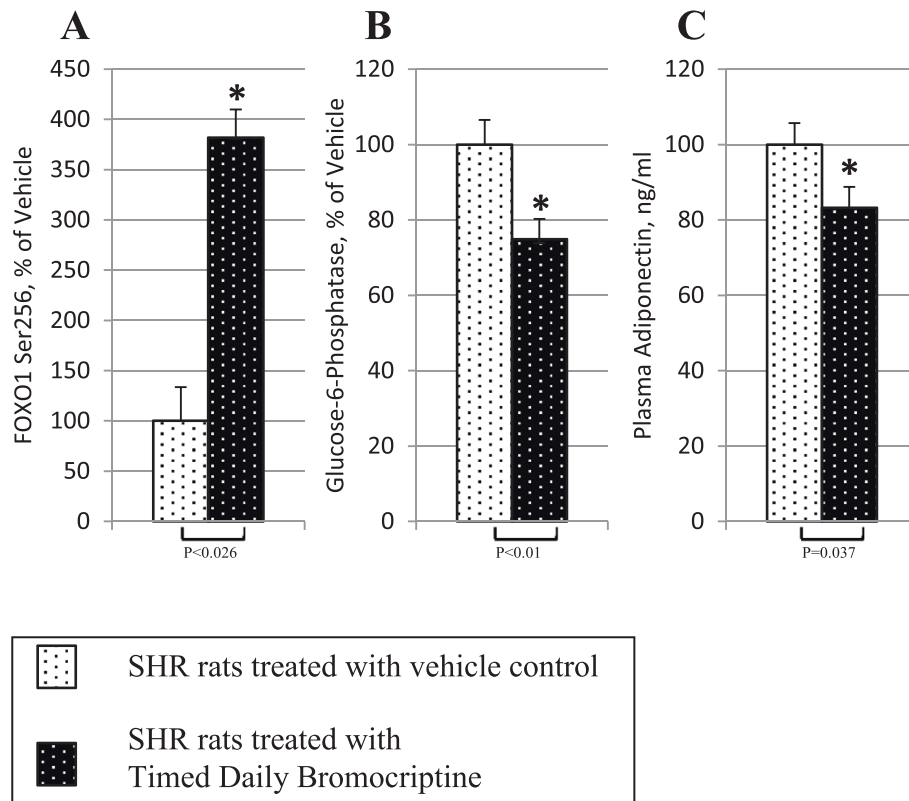 A
B
C
FOXO1 Ser256, % of Vehicle
450
400
350
300
250
200
150
100
50
0
*
P<0.026
Glucose-6-Phosphatase, % of Vehicle
120
100
80
60
40
20
0
*
P<0.01
Plasma Adiponectin, ng/ml
120
100
80
60
40
20
0
*
P=0.037
SHR rats treated with vehicle control
SHR rats treated with
Timed Daily Bromocriptine